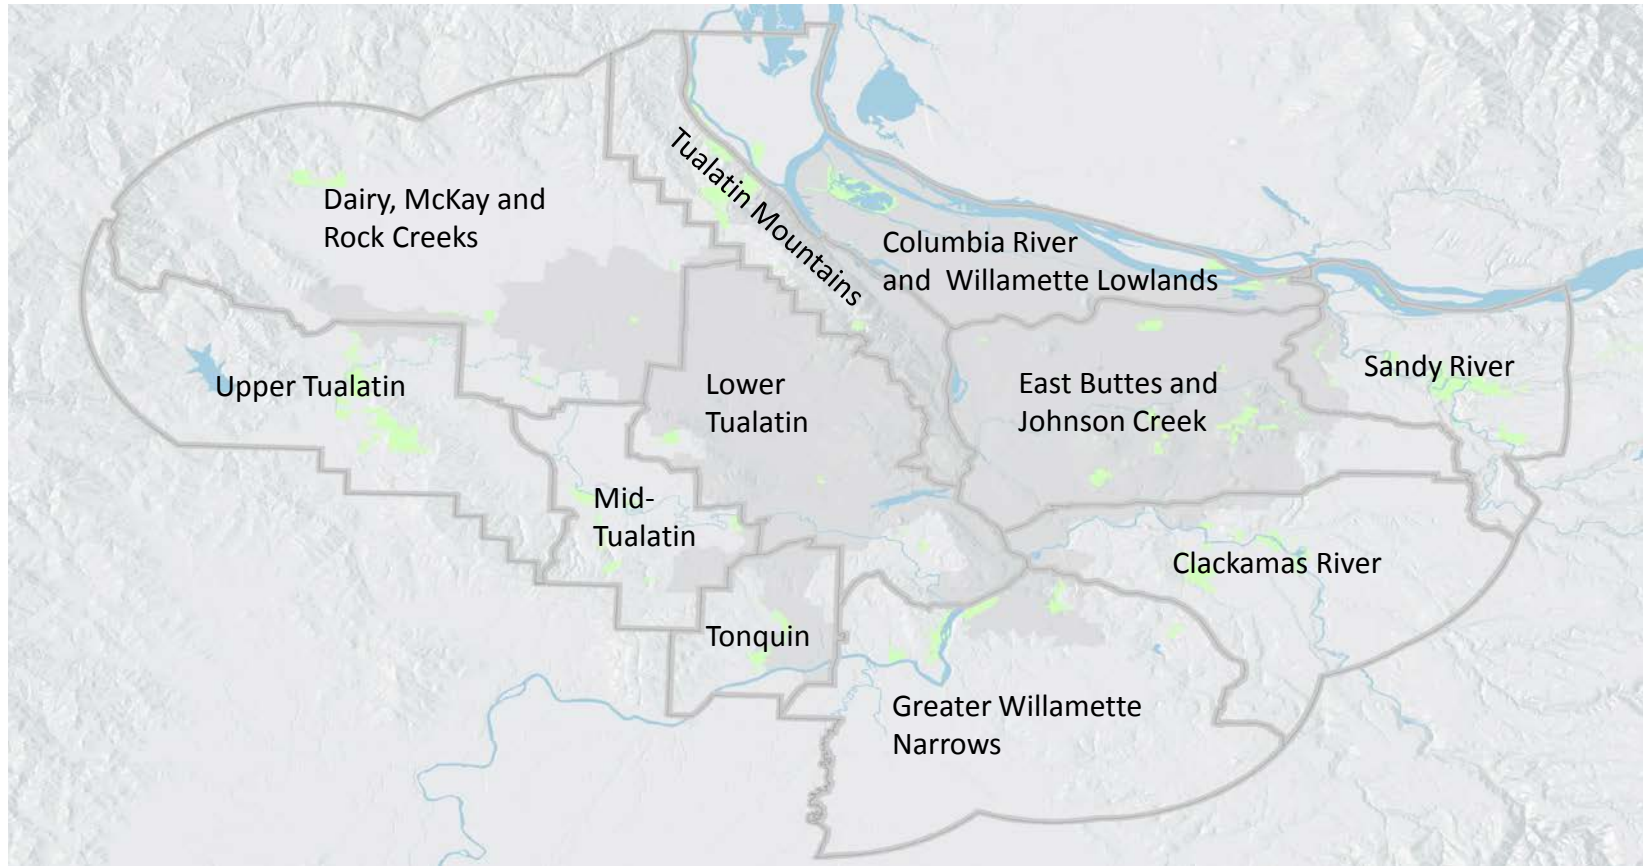 Tualatin Mountains
Dairy, McKay and
Rock Creeks
Columbia River
and Willamette Lowlands
Upper Tualatin
Lower
Tualatin
East Buttes and
Johnson Creek
Sandy River
Mid-
Tualatin
Clackamas River
Tonquin
Greater Willamette
Narrows